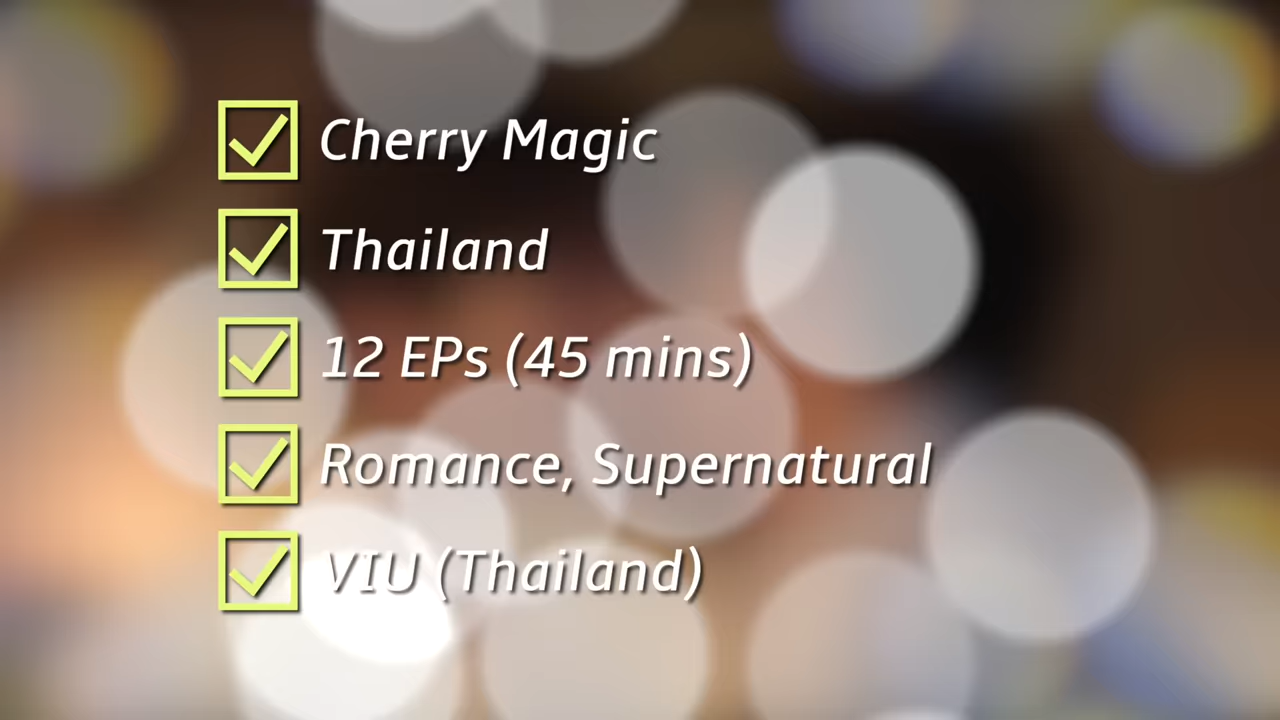 Cherry Magic
Thailand
12 EPs (45 mins)
Romance, Supernatural
VIU (Thailand)